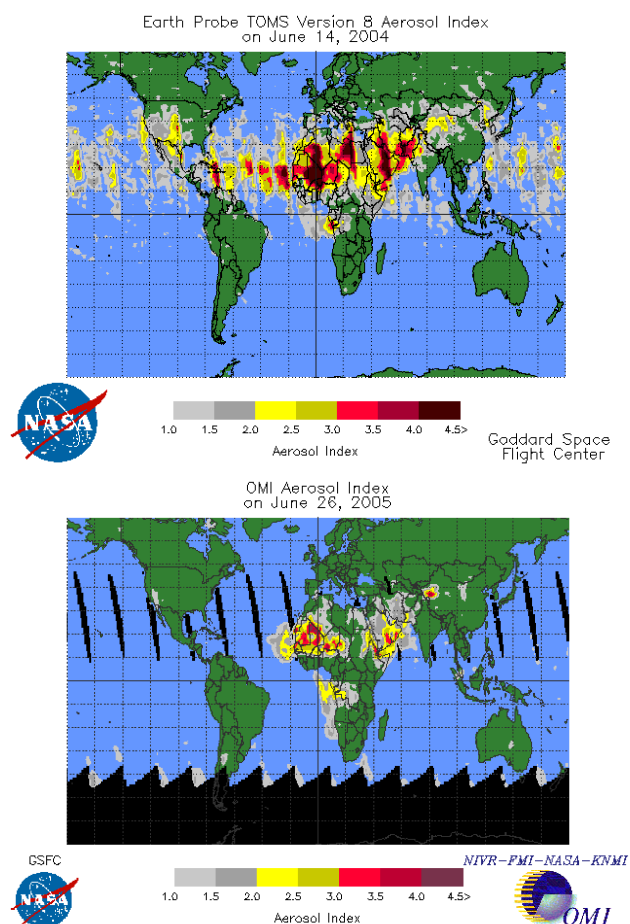 Earth Probe TOMS Version 8 Aerosol Index
on June 14, 2004
NASA
1.0 1.5 2.0 2.5 3.0 3.5 4.0 4.5>
Aerosol Index
Goddard Space
Flight Center
OMI Aerosol Index
on June 26, 2005
GSFC
NIVR-FMI-NASA-KNMI
NASA
1.0 1.5 2.0 2.5 3.0 3.5 4.0 4.5>
Aerosol Index
OMI